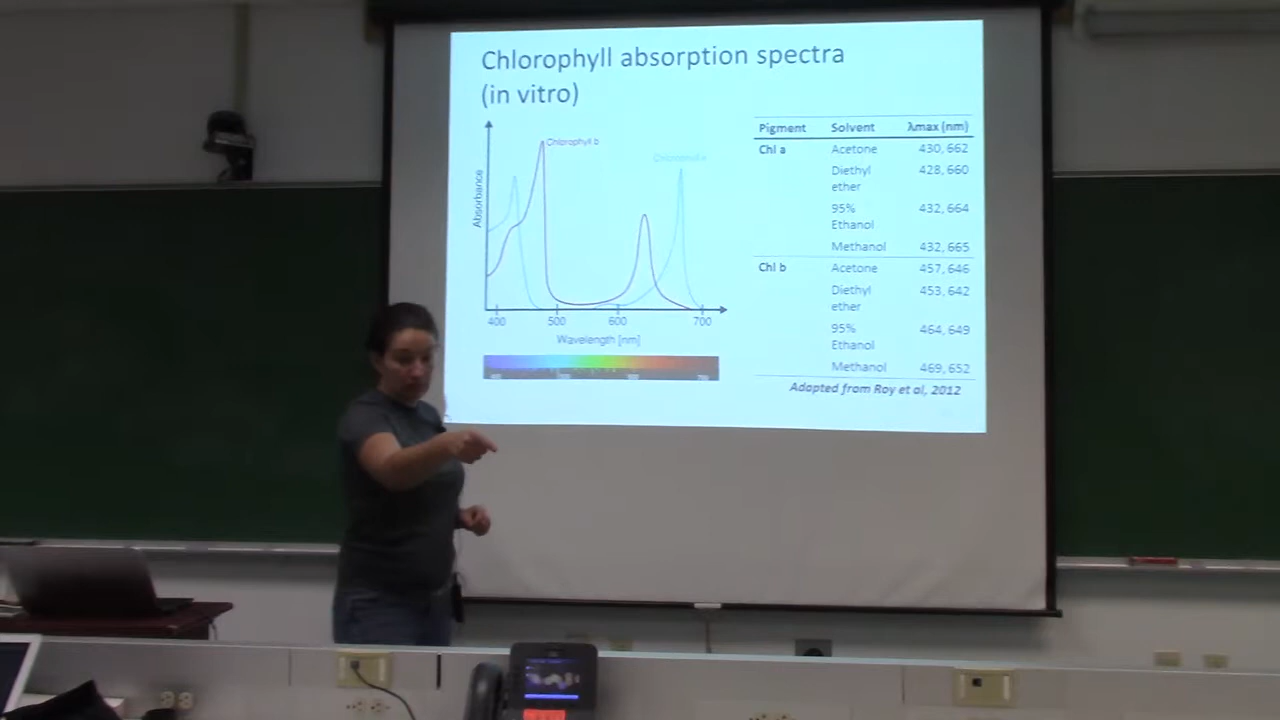 Chlorophyll absorption spectra
(in vitro)
Absorbance
Chlorophyll b
400 500 600 700
Wavelength [nm]
Pigment Solvent λmax (nm)
Chl a Acetone 430, 662
Diethyl ether 428, 660
95% Ethanol 432, 664
Methanol 432, 665
Chl b Acetone 457, 646
Diethyl ether 453, 642
95% Ethanol 464, 649
Methanol 469, 652
Adapted from Roy et al, 2012